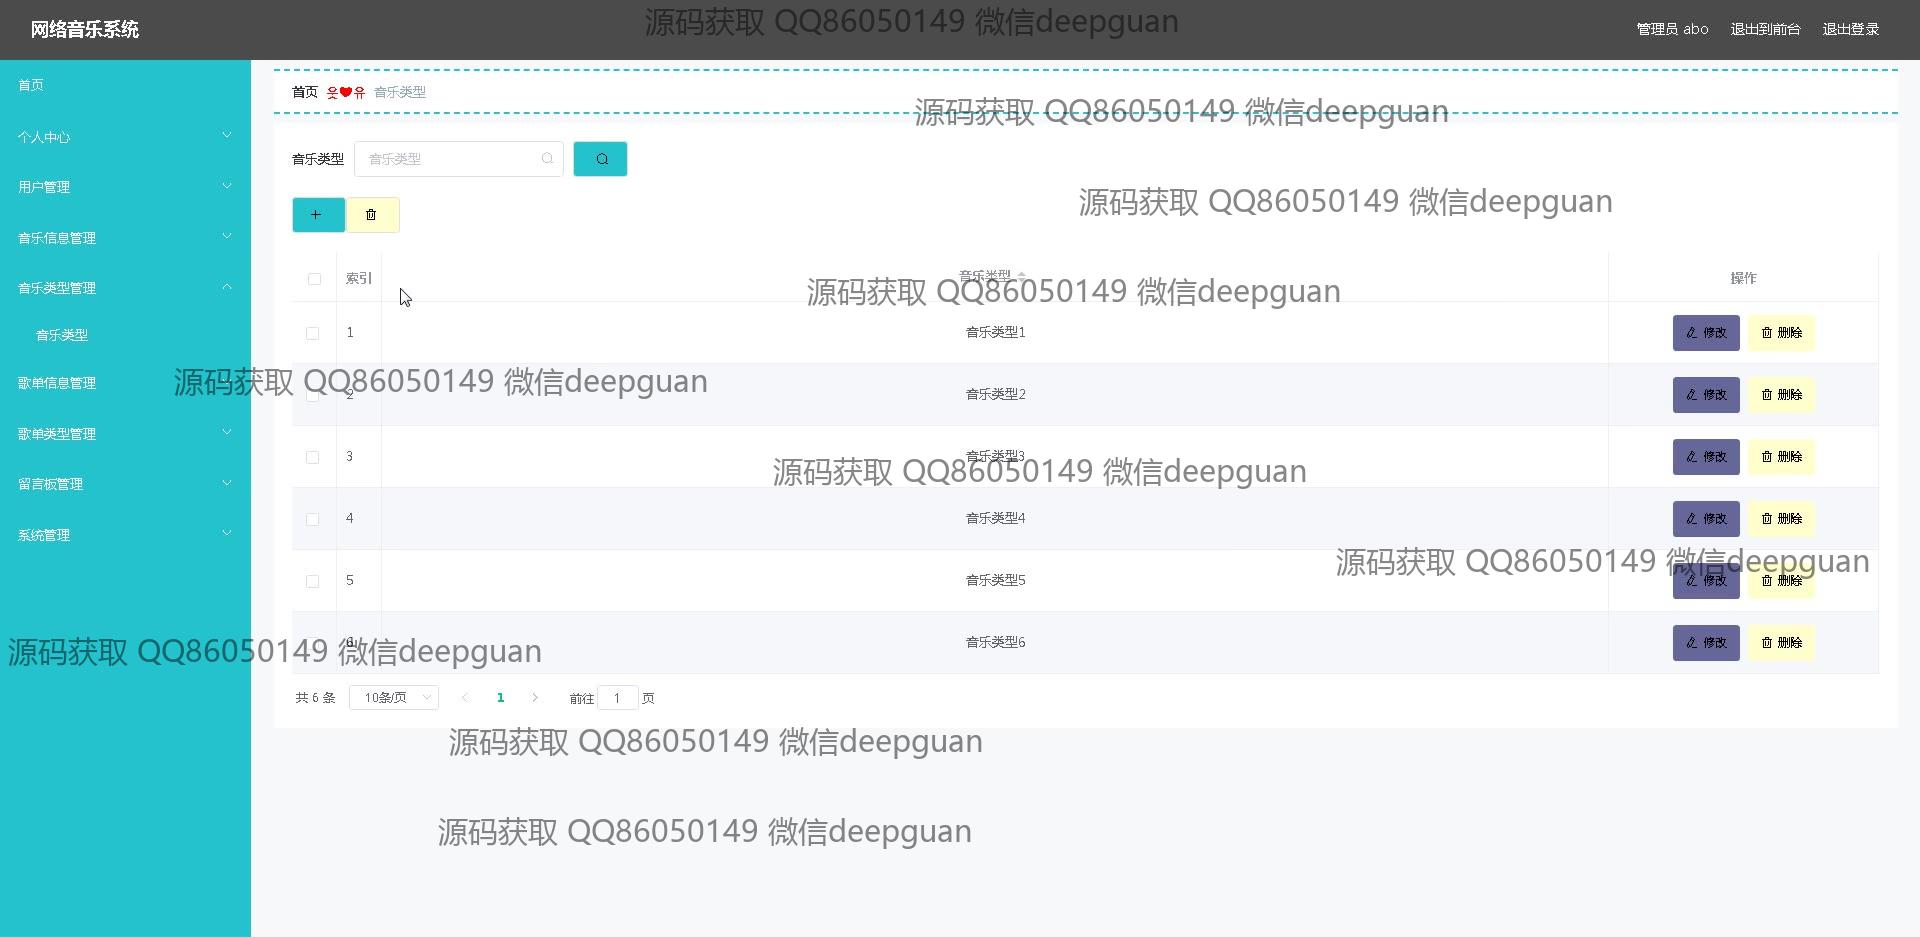 网络音乐系统
源码获取 QQ86050149 微信deepguan
管理员 abo 退出到前台 退出登录
首页
个人中心
用户管理
音乐信息管理
音乐类型管理
音乐类型
歌单信息管理
歌单类型管理
留言板管理
系统管理
首页 웃❤유 音乐类型
源码获取 QQ86050149 微信deepguan
音乐类型 音乐类型
源码获取 QQ86050149 微信deepguan
索引 音乐类型 操作
源码获取 QQ86050149 微信deepguan
1 音乐类型1 修改 删除
源码获取 QQ86050149 微信deepguan
2 音乐类型2 修改 删除
3 音乐类型3 修改 删除
源码获取 QQ86050149 微信deepguan
4 音乐类型4 修改 删除
源码获取 QQ86050149 微信deepguan
5 音乐类型5 修改 删除
6 音乐类型6 修改 删除
源码获取 QQ86050149 微信deepguan
共 6 条 10条/页 1 前往 1 页
源码获取 QQ86050149 微信deepguan
源码获取 QQ86050149 微信deepguan